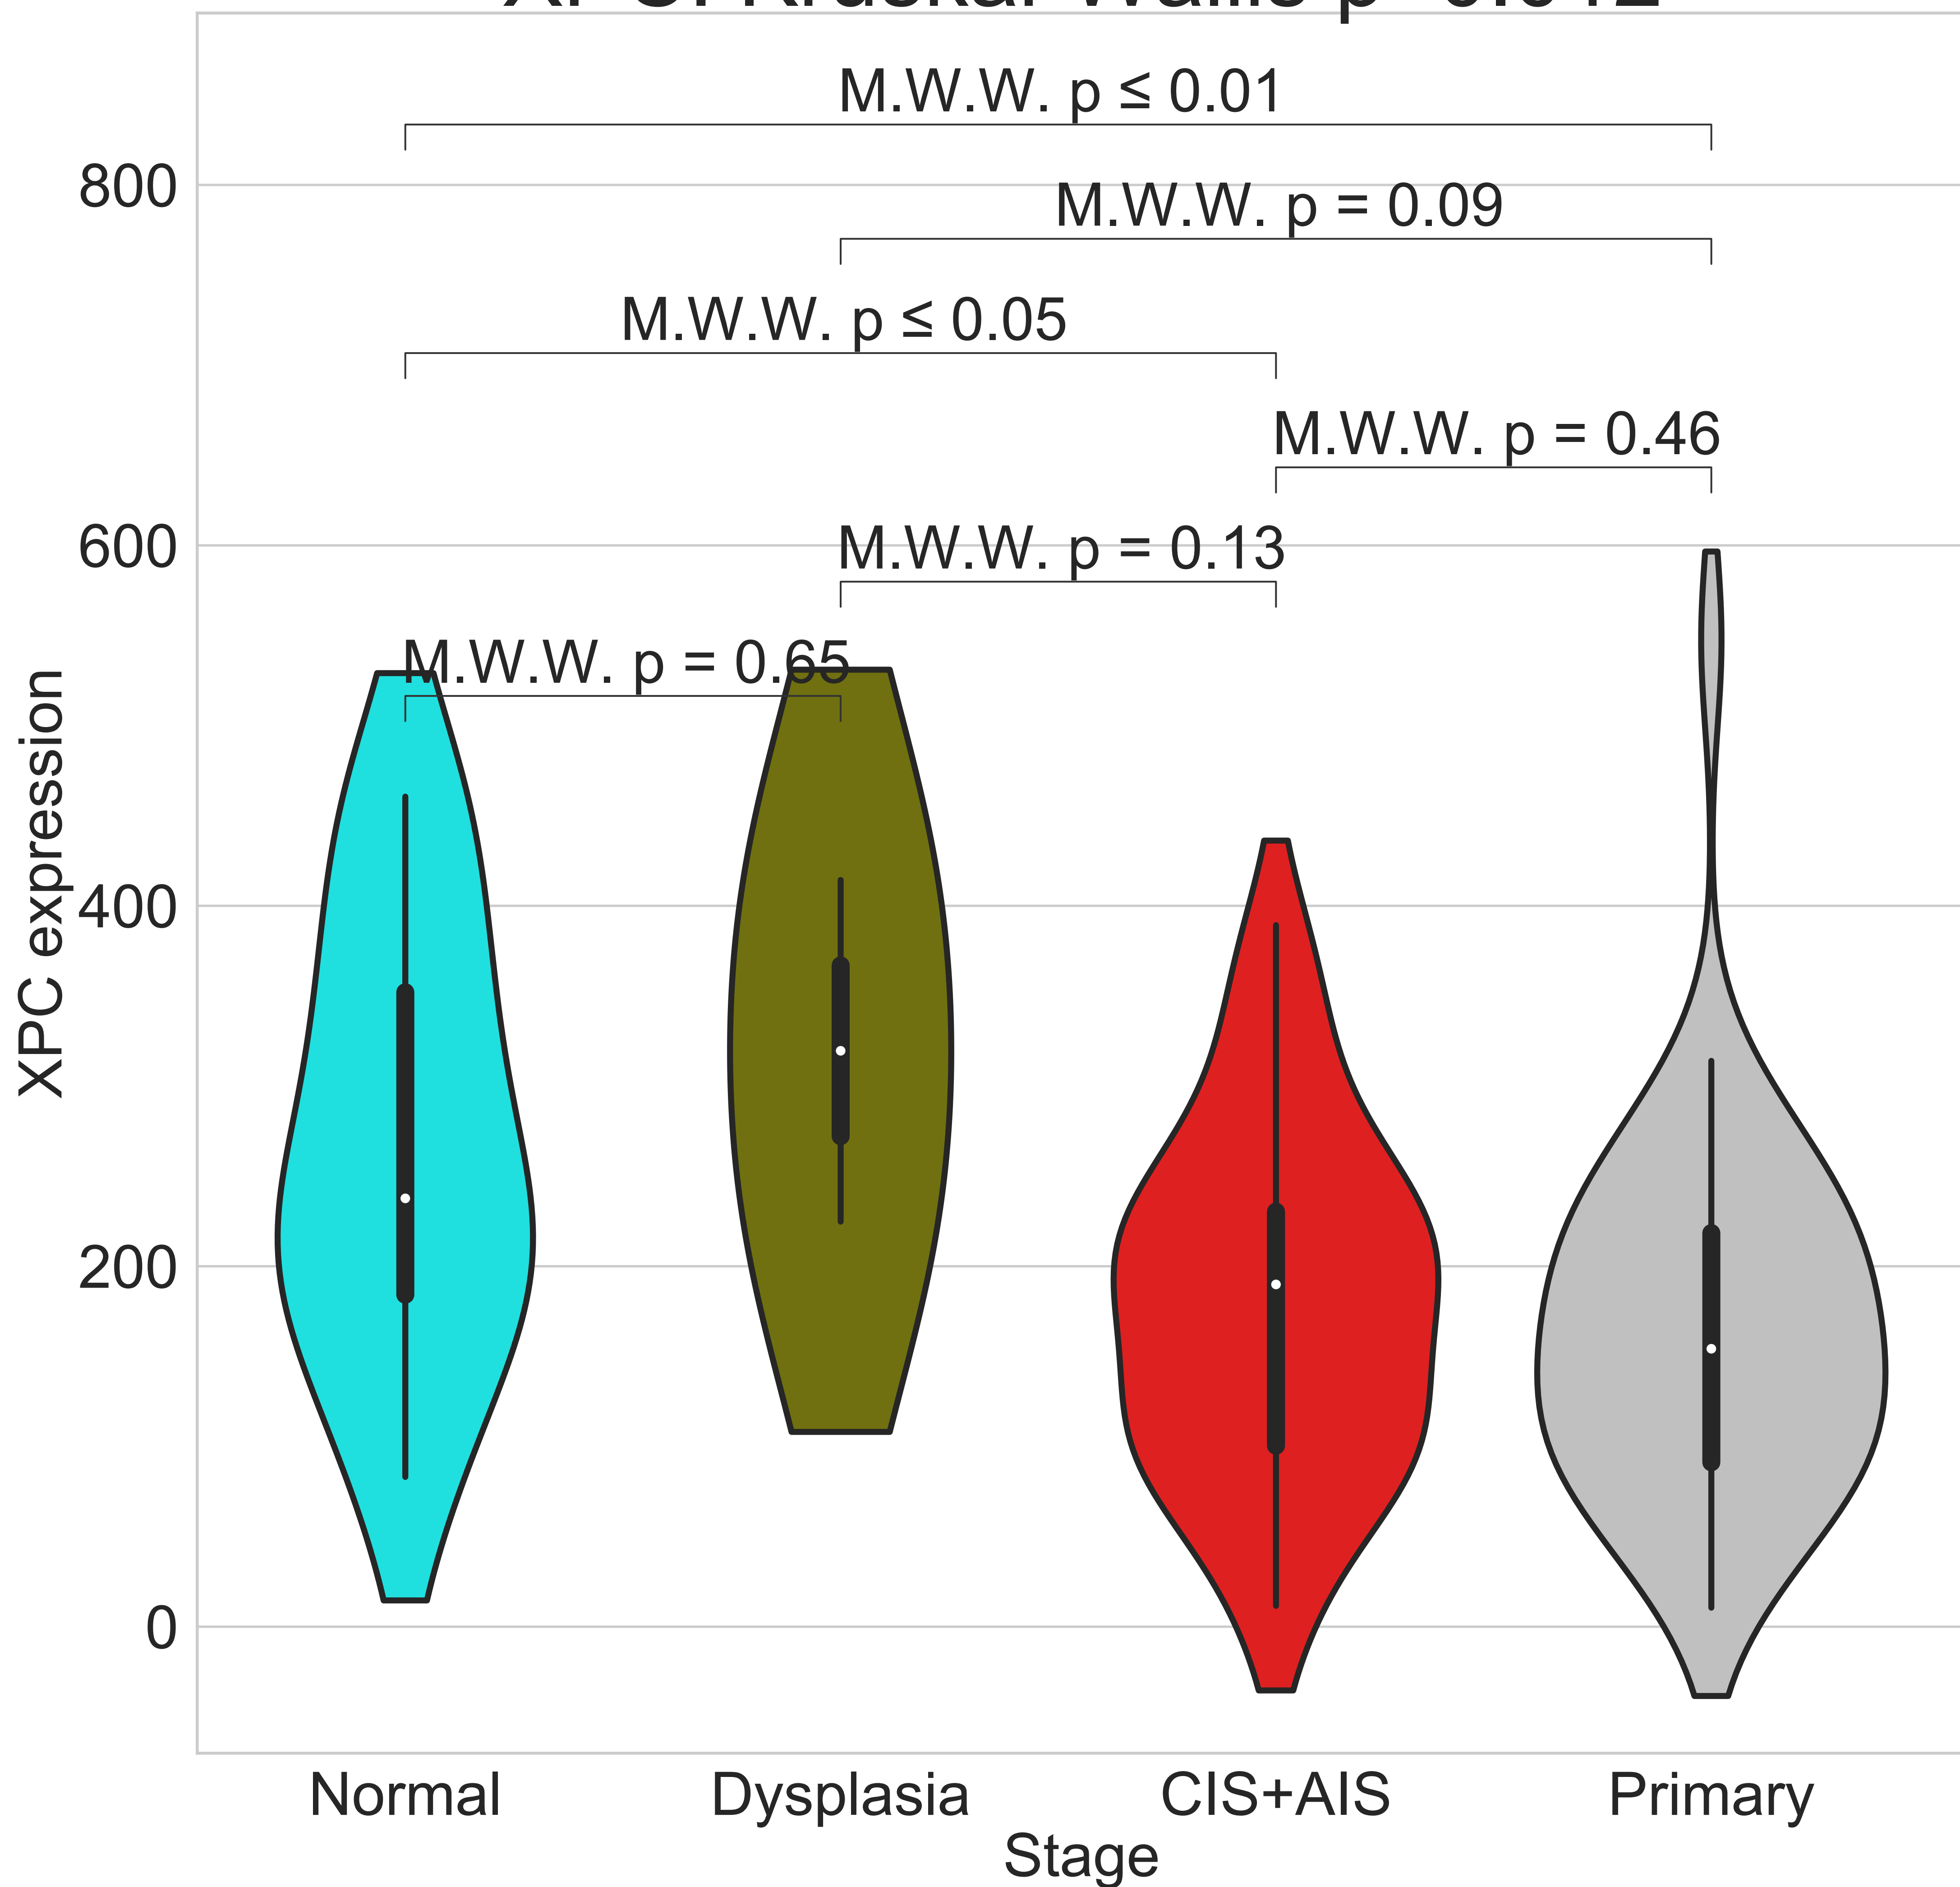 M.W.W. p ≤ 0.01
800
M.W.W. p = 0.09
M.W.W. p ≤ 0.05
M.W.W. p = 0.46
600
M.W.W. p = 0.13
M.W.W. p = 0.65
XPC expression
400
200
0
Normal Dysplasia CIS+AIS Primary
Stage